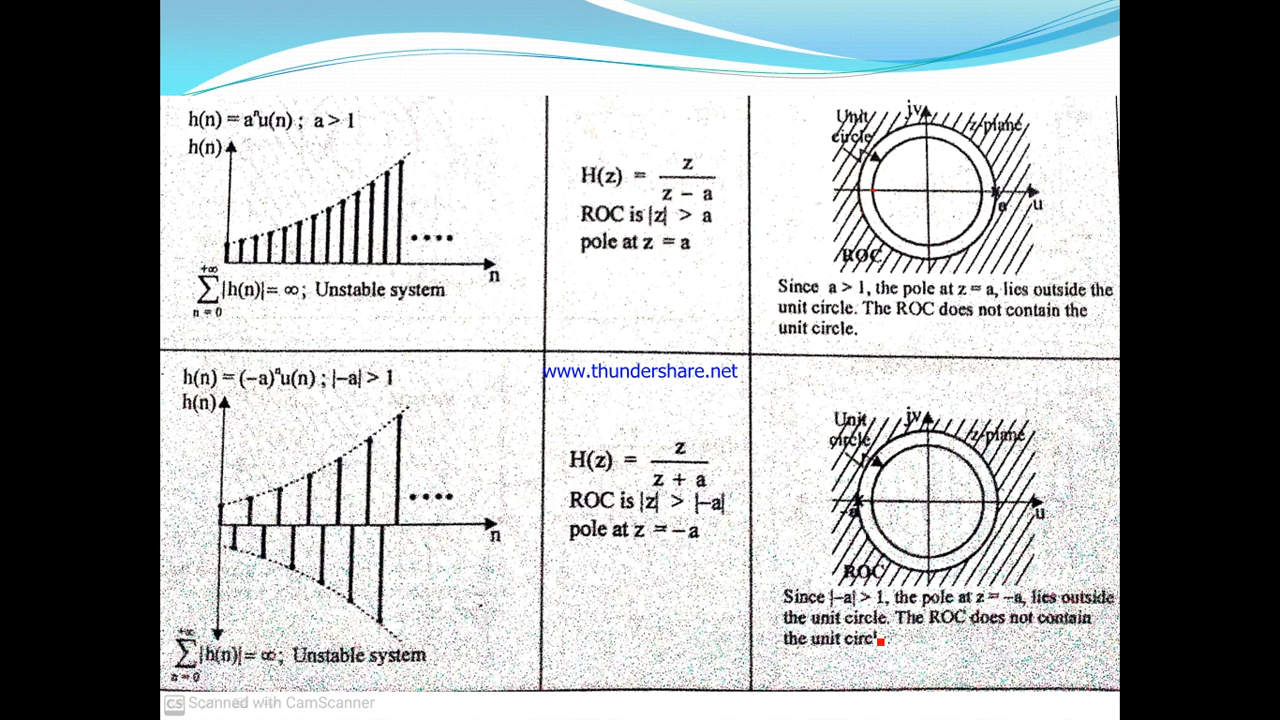 h(n) = aⁿu(n) ; a > 1
h(n)
n
+∞
∑ |h(n)| = ∞ ; Unstable system
n = 0
H(z) = z / z − a
ROC is |z| > a
pole at z = a
Unit
circle
jv
z-plane
a
u
ROC
Since a > 1, the pole at z = a, lies outside the
unit circle. The ROC does not contain the
unit circle.
www.thundershare.net
h(n) = (−a)ⁿu(n) ; |−a| > 1
h(n)
n
+∞
∑ |h(n)| = ∞ ; Unstable system
n = 0
H(z) = z / z + a
ROC is |z| > |−a|
pole at z = −a
Unit
circle
jv
z-plane
−a
u
ROC
Since |−a| > 1, the pole at z = −a, lies outside
the unit circle. The ROC does not contain
the unit circl
CS Scanned with CamScanner